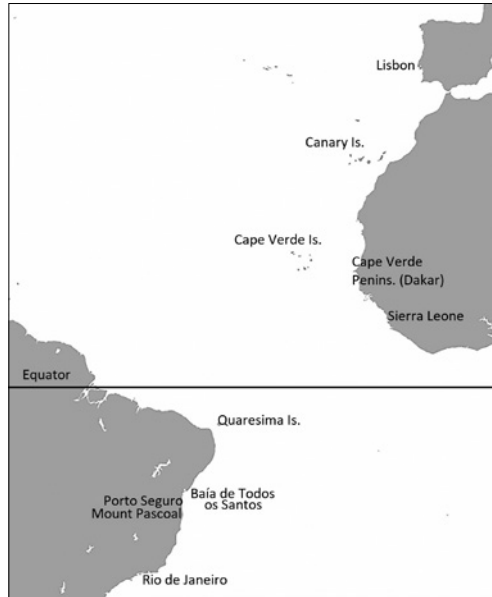 Lisbon
Canary Is.
Cape Verde Is.
Cape Verde
Penins. (Dakar)
Sierra Leone
Equator
Quaresima Is.
Baía de Todos
os Santos
Porto Seguro
Mount Pascoal
Rio de Janeiro